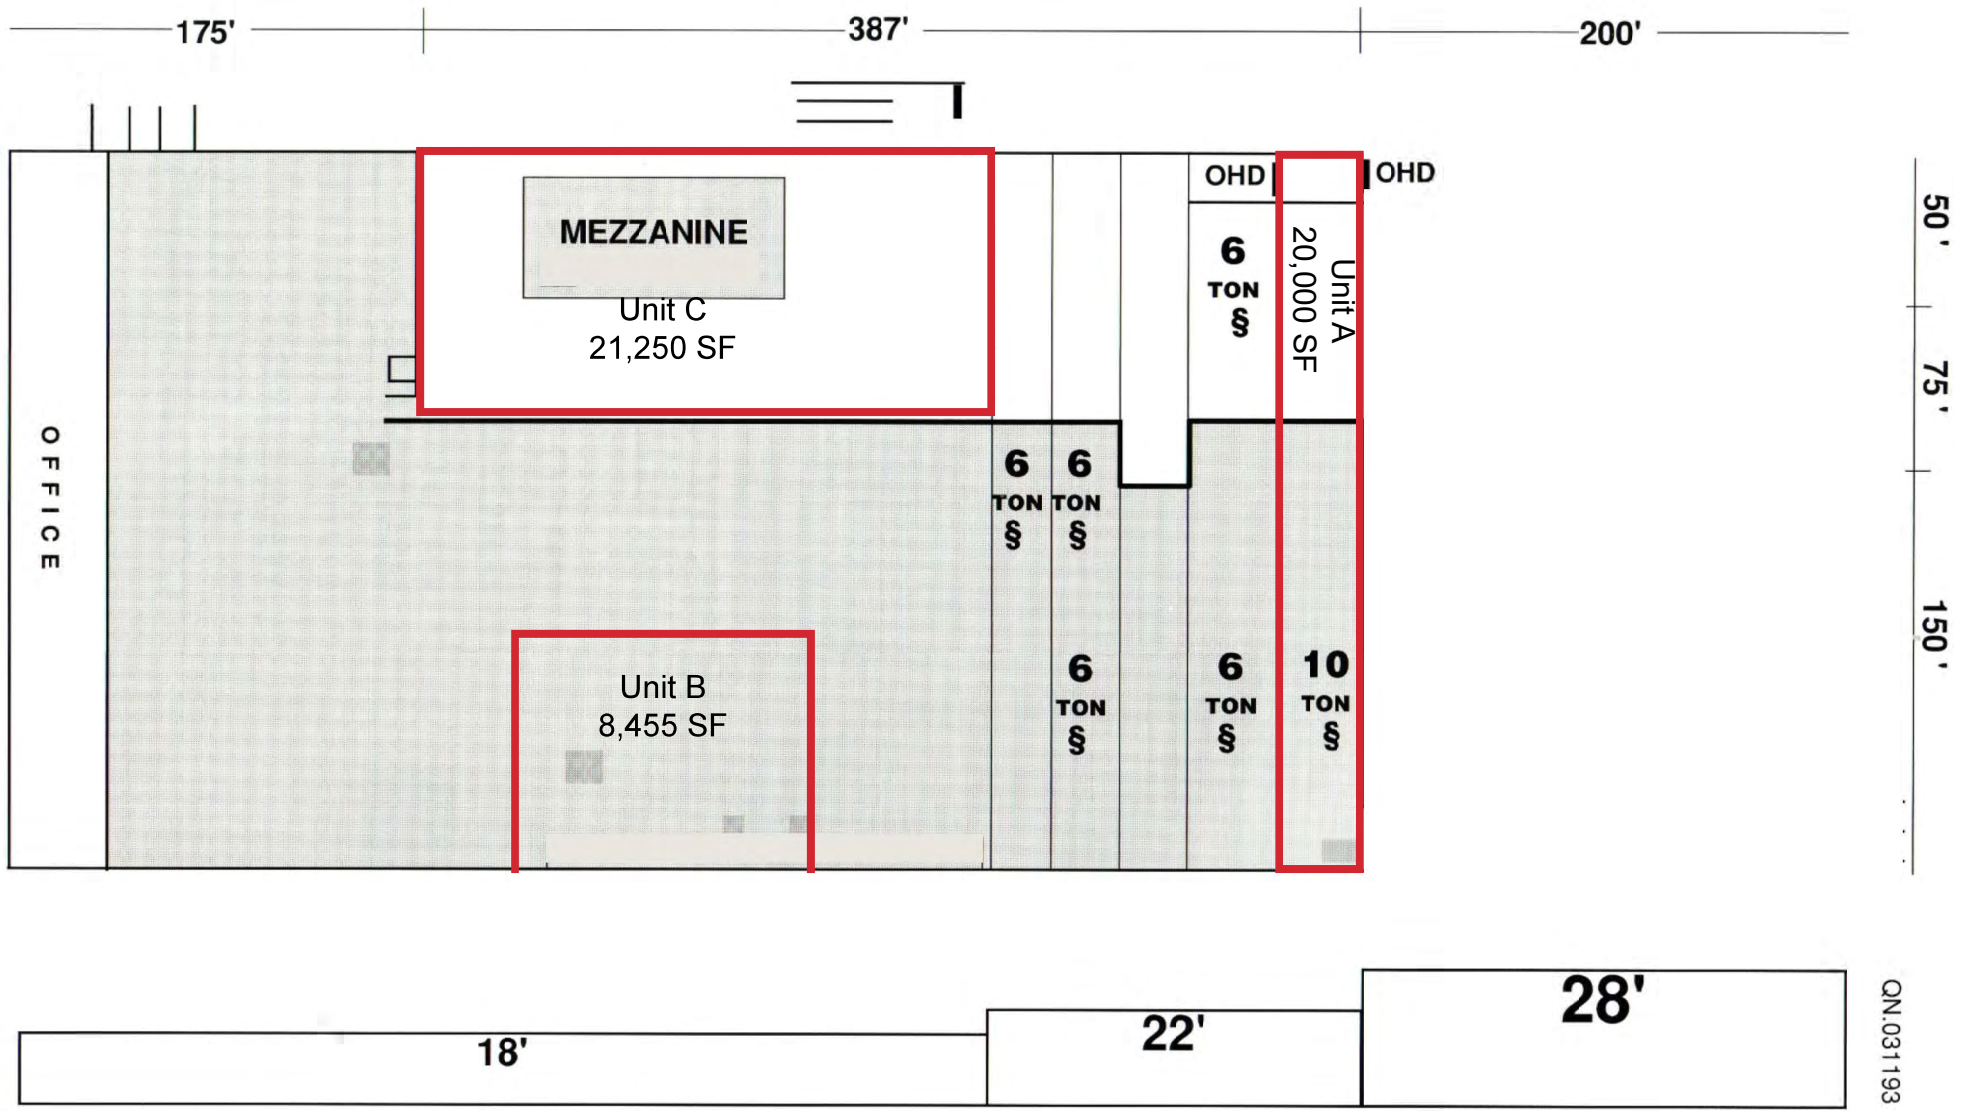 175'
387'
200'
OHD
OHD
MEZZANINE
Unit C
21,250 SF
6
TON
§
Unit A
20,000 SF
50'
75'
150'
OFFICE
6
TON
§
6
TON
§
Unit B
8,455 SF
6
TON
§
6
TON
§
10
TON
§
18'
22'
28'
QN.031193